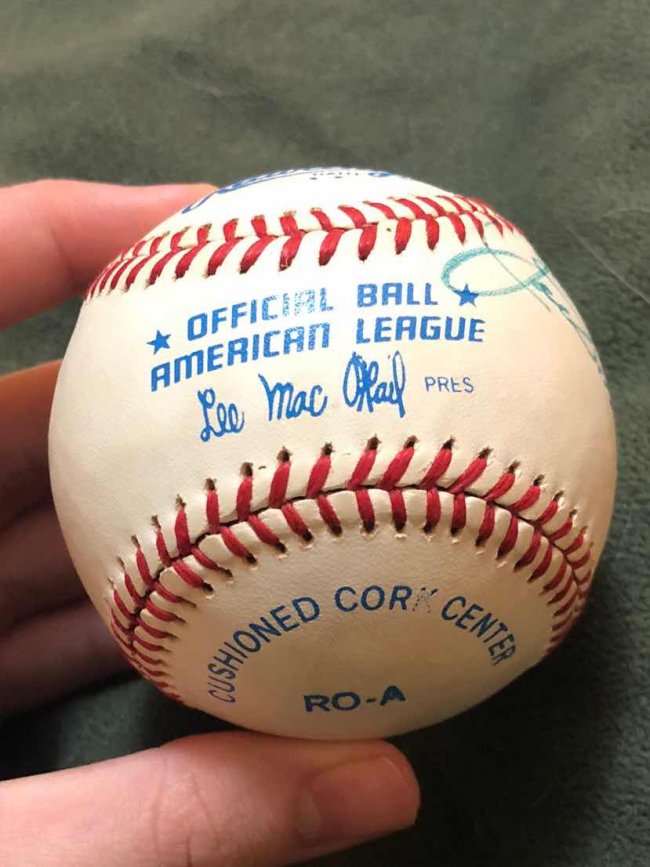 OFFICIAL BALL
AMERICAN LEAGUE
Lee MacPhail PRES
CUSHIONED CORK CENTER
RO-A